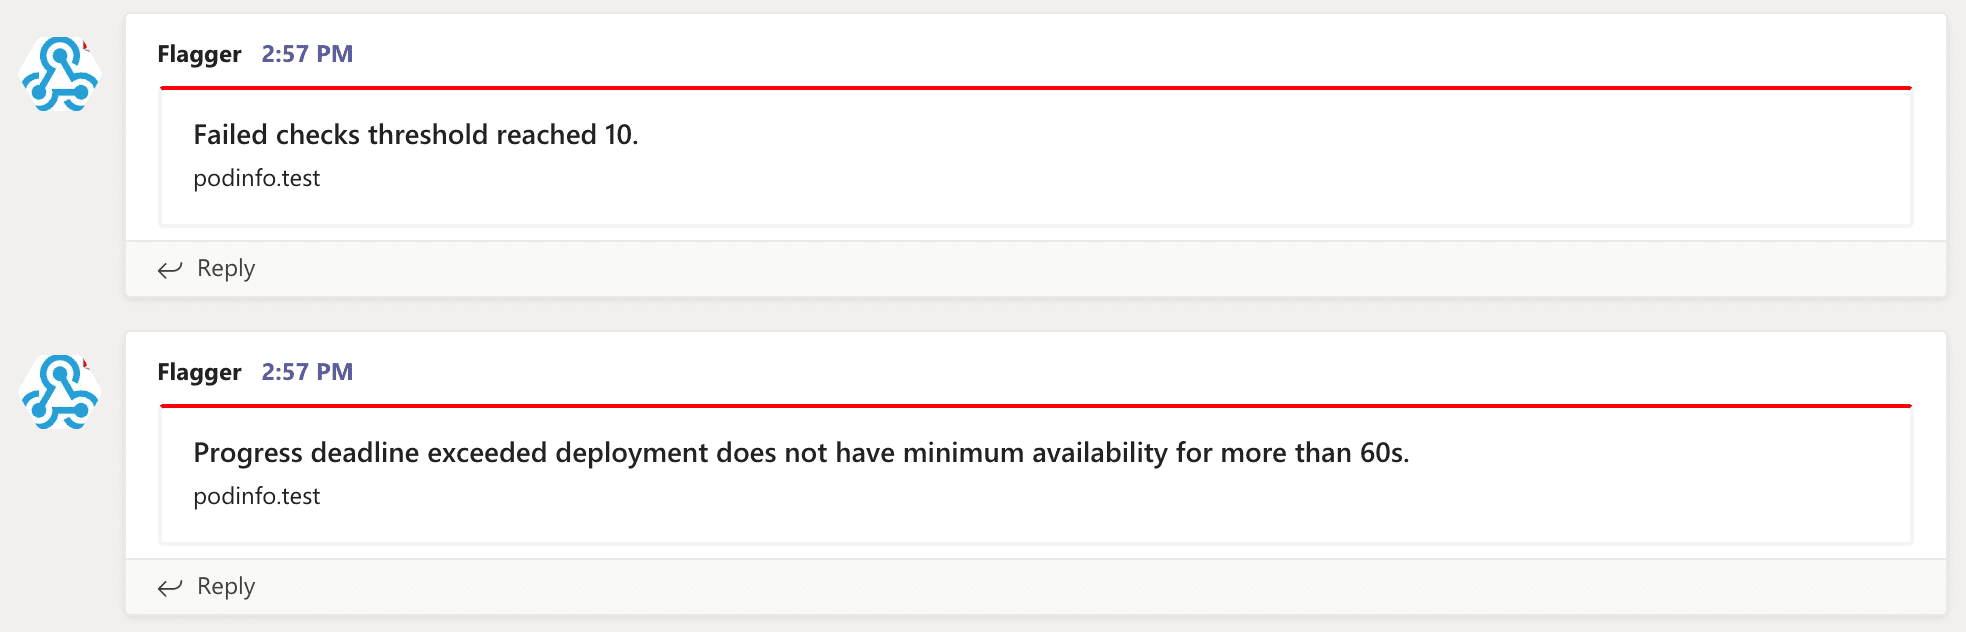 Flagger 2:57 PM
Failed checks threshold reached 10.
podinfo.test
Reply
Flagger 2:57 PM
Progress deadline exceeded deployment does not have minimum availability for more than 60s.
podinfo.test
Reply